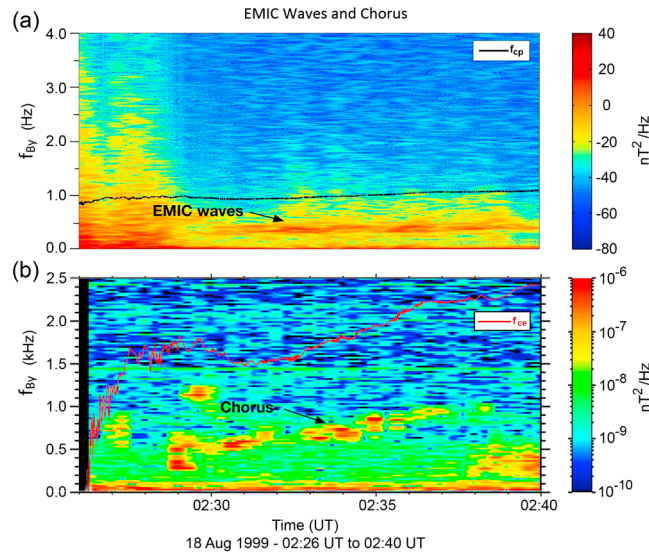 EMIC Waves and Chorus
(a)
4.0
3.0
2.0
1.0
0.0
f_By (Hz)
f_cp
EMIC waves
40
20
0
-20
-40
-60
-80
nT²/Hz
(b)
2.5
2.0
1.5
1.0
0.5
0.0
f_By (kHz)
f_ce
Chorus
10⁻⁶
10⁻⁷
10⁻⁸
10⁻⁹
10⁻¹⁰
nT²/Hz
02:30
02:35
02:40
Time (UT)
18 Aug 1999 - 02:26 UT to 02:40 UT